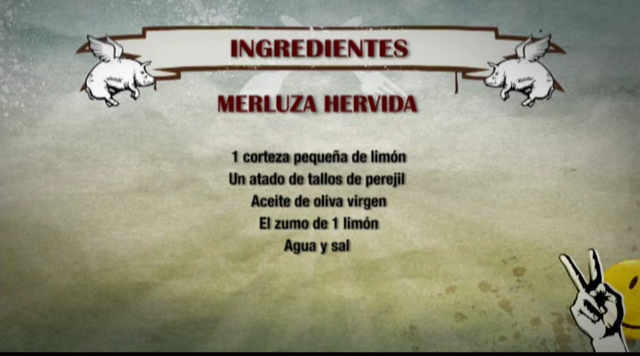 INGREDIENTES
MERLUZA HERVIDA
1 corteza pequeña de limón
Un atado de tallos de perejil
Aceite de oliva virgen
El zumo de 1 limón
Agua y sal